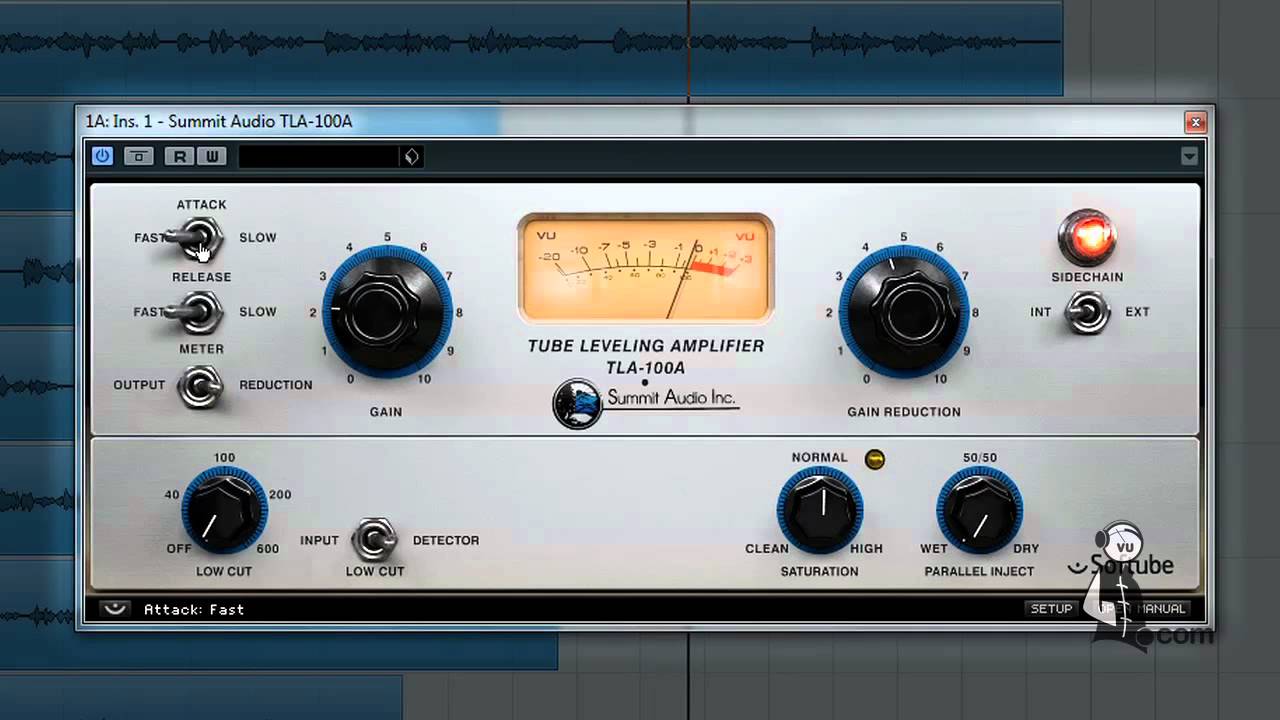 1A: Ins. 1 - Summit Audio TLA-100A
R W
ATTACK
FAST SLOW
RELEASE
FAST SLOW
METER
OUTPUT REDUCTION
0 1 2 3 4 5 6 7 8 9 10
GAIN
VU VU
-20 -10 -7 -5 -3 -1 0 +1 +2 +3
TUBE LEVELING AMPLIFIER
TLA-100A
Summit Audio Inc.
0 1 2 3 4 5 6 7 8 9 10
GAIN REDUCTION
SIDECHAIN
INT EXT
100
40 200
OFF 600
LOW CUT
INPUT DETECTOR
LOW CUT
NORMAL
CLEAN HIGH
SATURATION
50/50
WET DRY
PARALLEL INJECT
Softube
VU
Attack: Fast
SETUP
MANUAL
.com